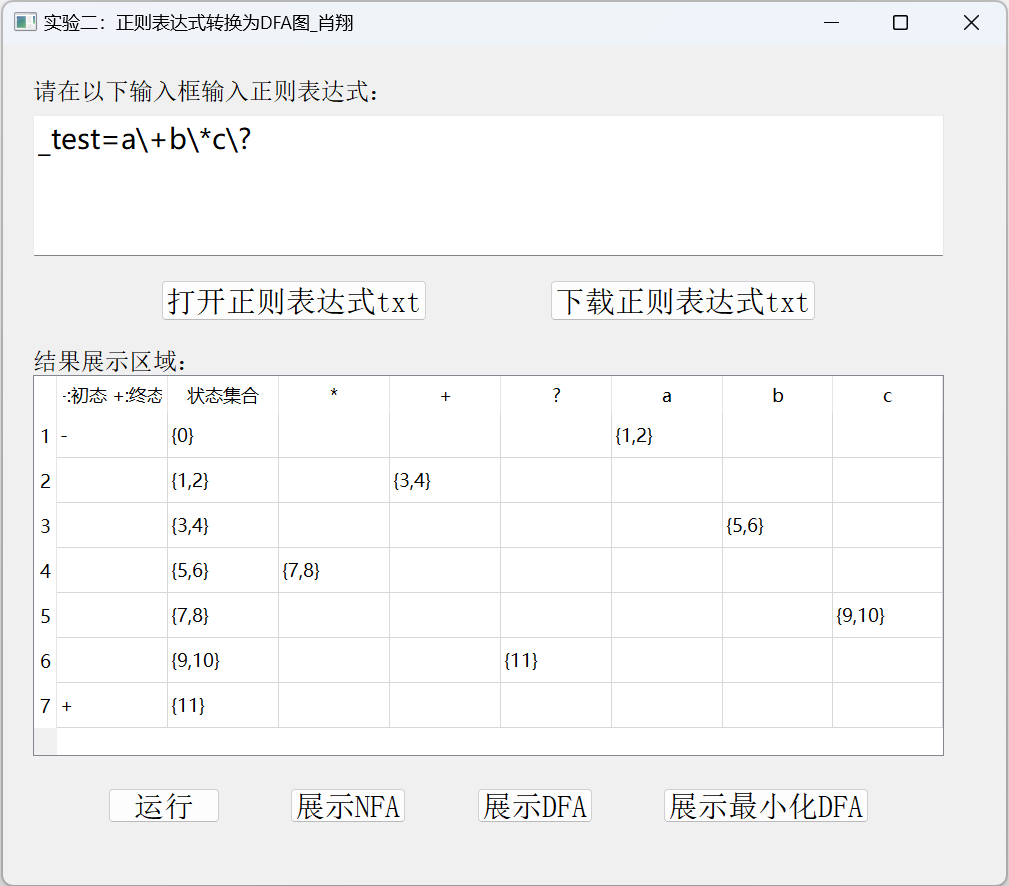 实验二：正则表达式转换为DFA图_肖翔
请在以下输入框输入正则表达式：
_test=a\+b\*c\?
打开正则表达式txt 下载正则表达式txt
结果展示区域：
-:初态 +:终态 状态集合 * + ? a b c
1 - {0} {1,2}
2 {1,2} {3,4}
3 {3,4} {5,6}
4 {5,6} {7,8}
5 {7,8} {9,10}
6 {9,10} {11}
7 + {11}
运行 展示NFA 展示DFA 展示最小化DFA